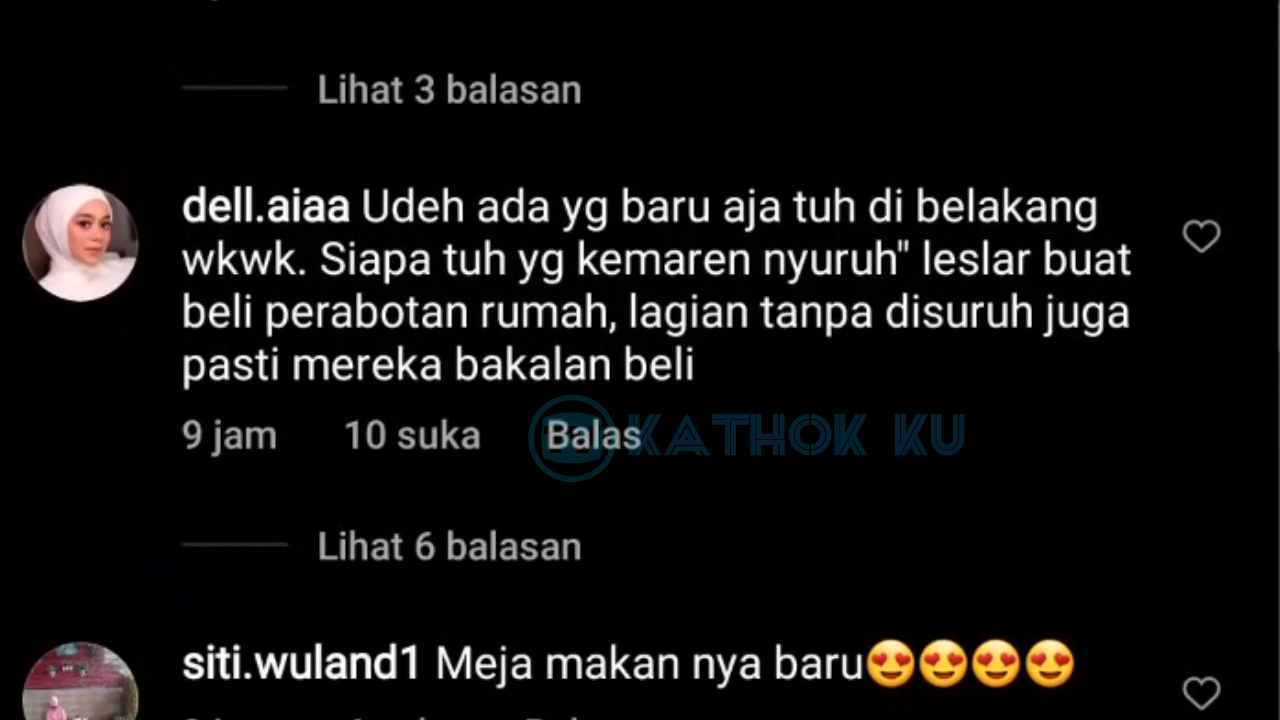 Lihat 3 balasan
dell.aiaa Udeh ada yg baru aja tuh di belakang
wkwk. Siapa tuh yg kemaren nyuruh" leslar buat
beli perabotan rumah, lagian tanpa disuruh juga
pasti mereka bakalan beli
9 jam 10 suka Balas
KATHOK KU
Lihat 6 balasan
siti.wuland1 Meja makan nya baru😍😍😍😍